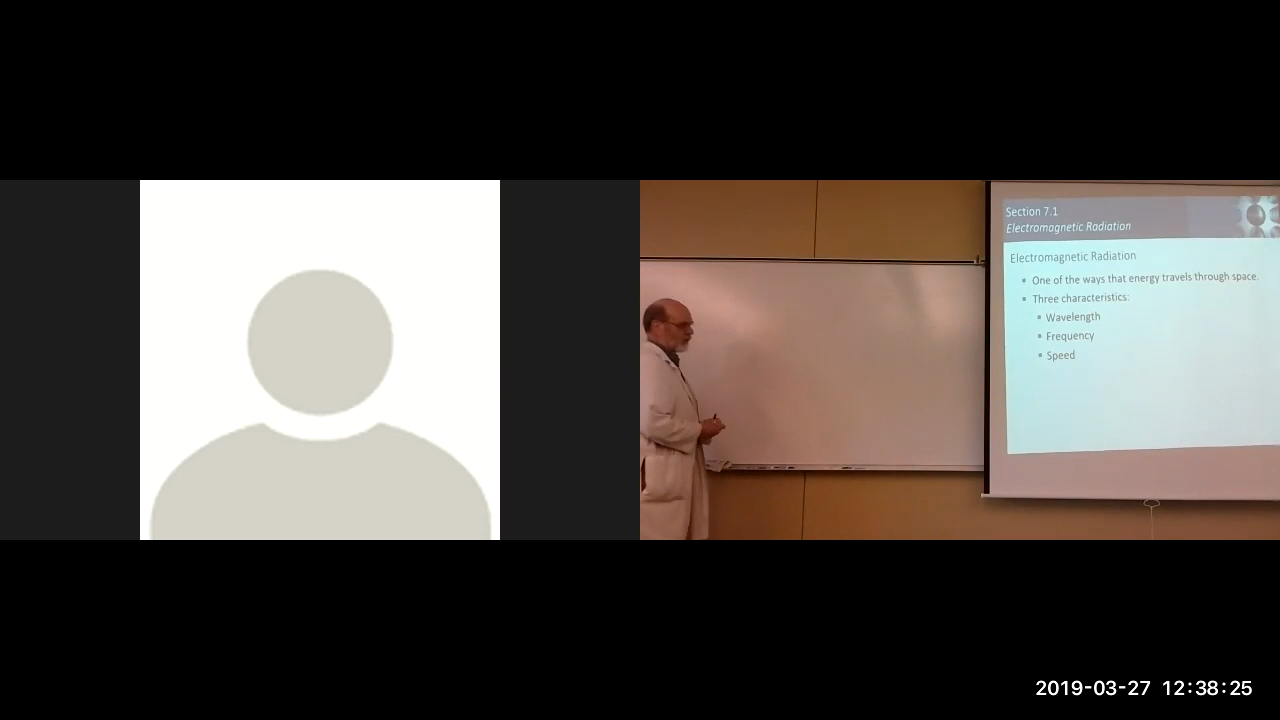 Section 7.1
Electromagnetic Radiation
Electromagnetic Radiation
▪ One of the ways that energy travels through space.
▪ Three characteristics:
▪ Wavelength
▪ Frequency
▪ Speed
2019-03-27 12:38:25